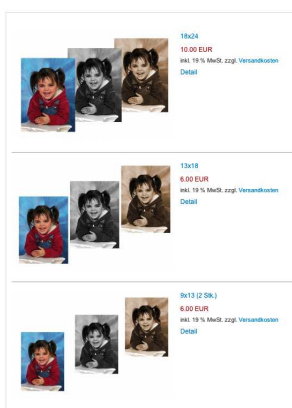 18x24
10.00 EUR
inkl. 19 % MwSt. zzgl. Versandkosten
Detail
13x18
6.00 EUR
inkl. 19 % MwSt. zzgl. Versandkosten
Detail
9x13 (2 Stk.)
6.00 EUR
inkl. 19 % MwSt. zzgl. Versandkosten
Detail